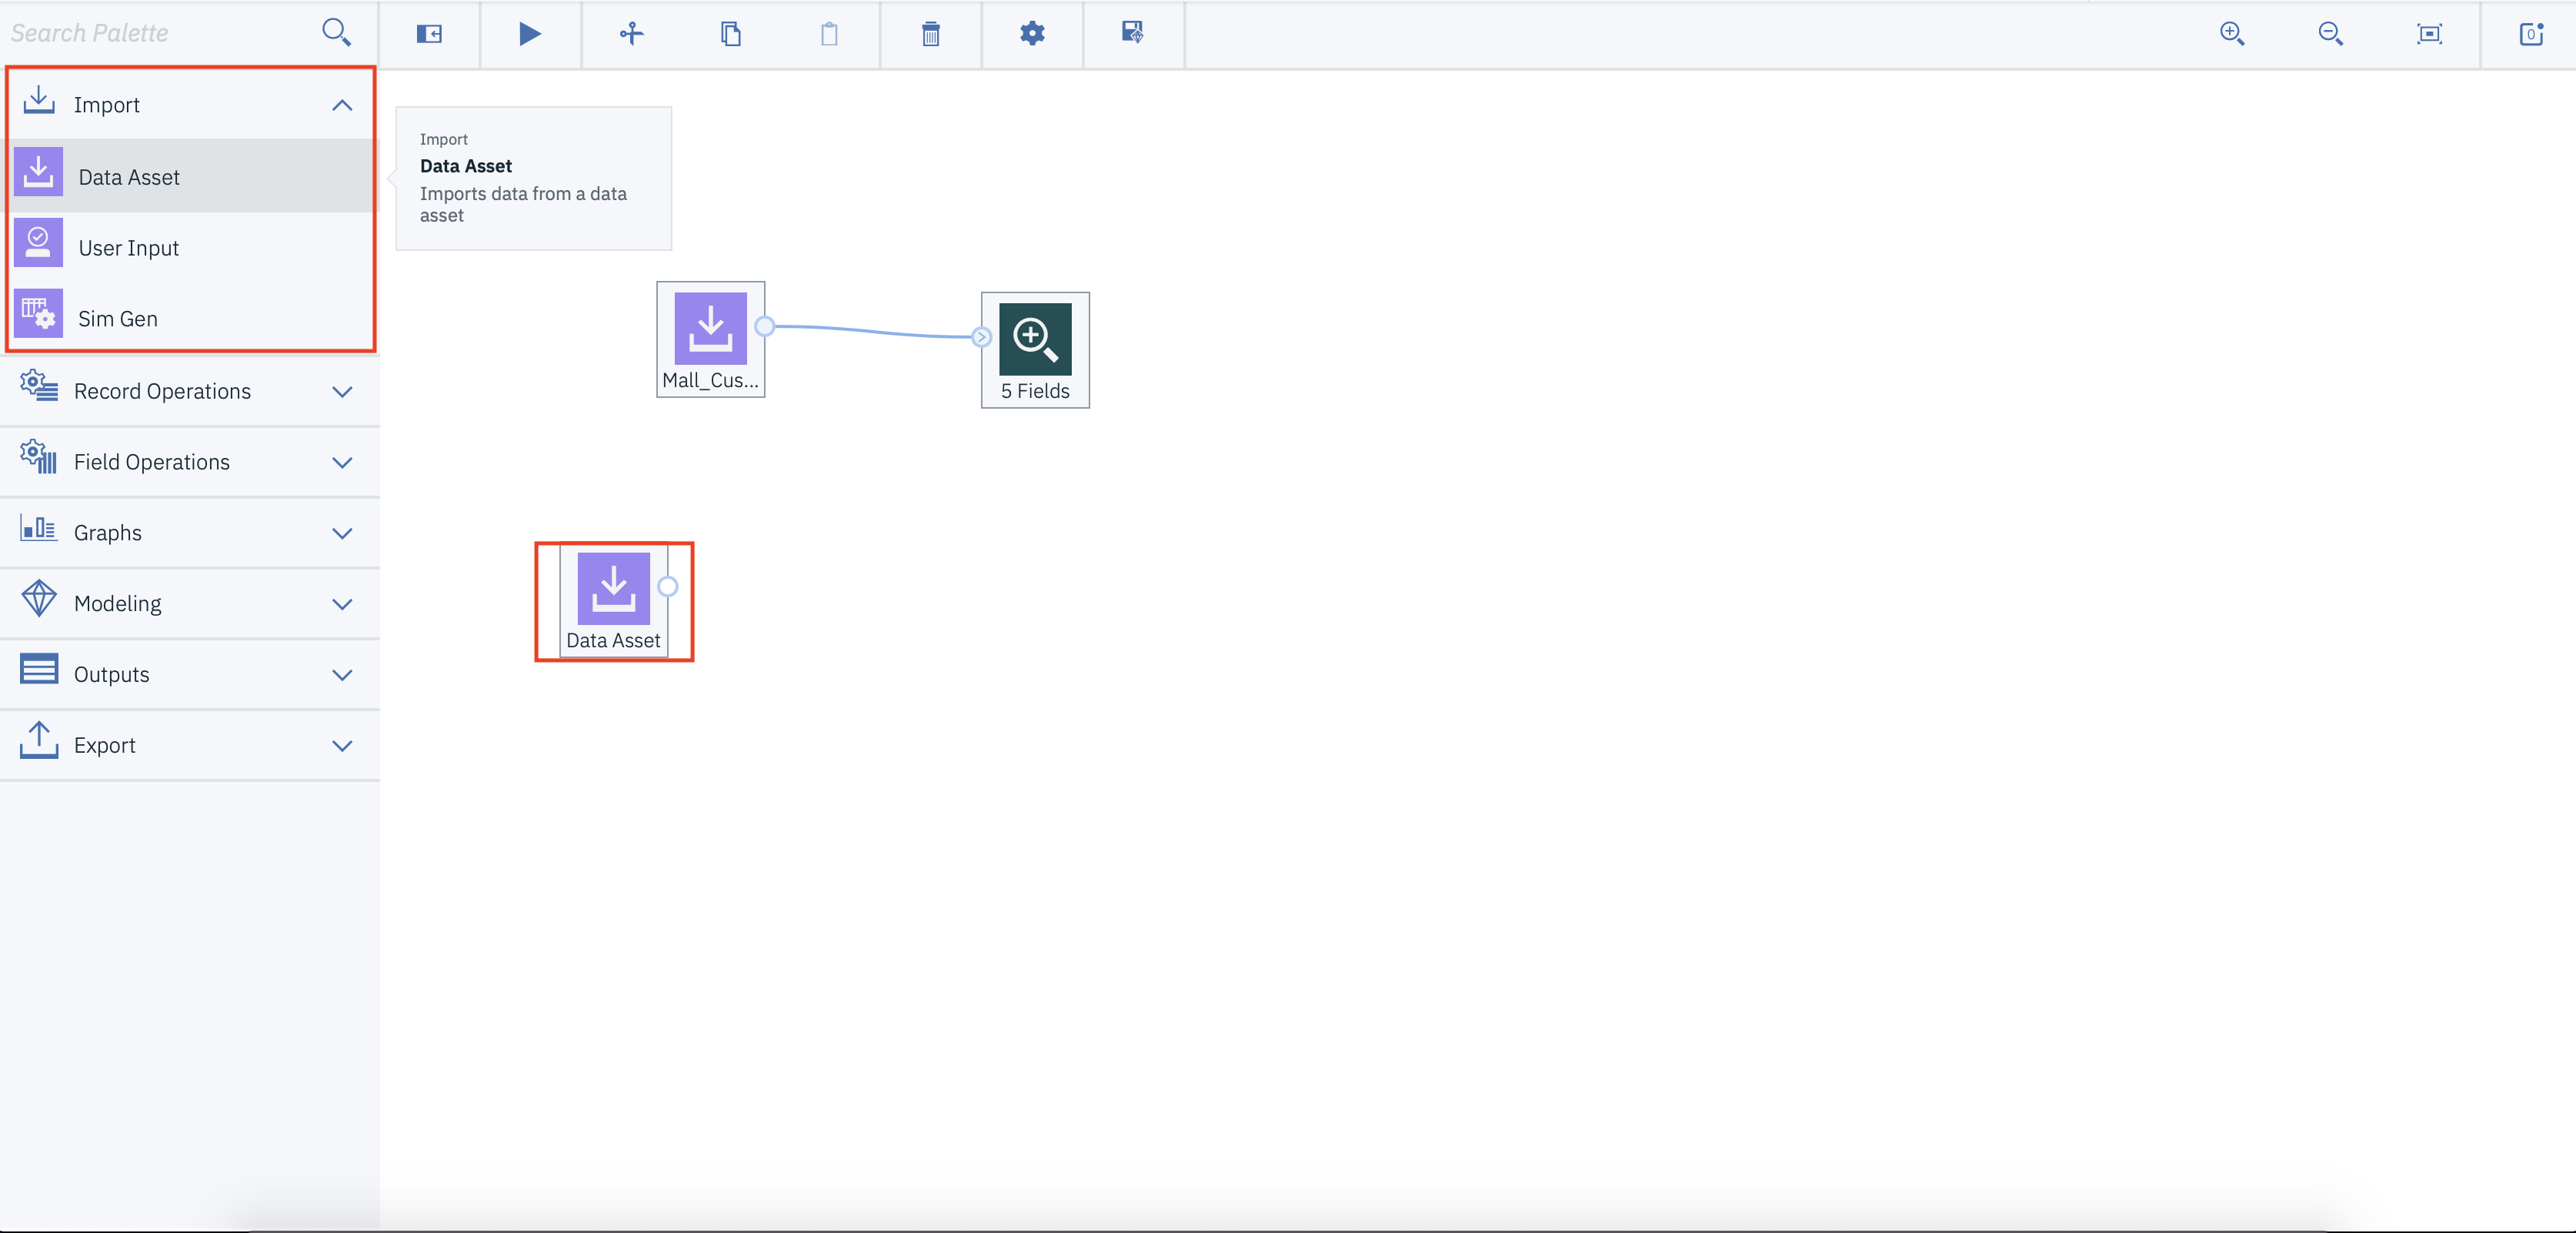 Search Palette
0
Import
Data Asset
User Input
Sim Gen
Record Operations
Field Operations
Graphs
Modeling
Outputs
Export
Import
Data Asset
Imports data from a data
asset
Mall_Cus...
5 Fields
Data Asset